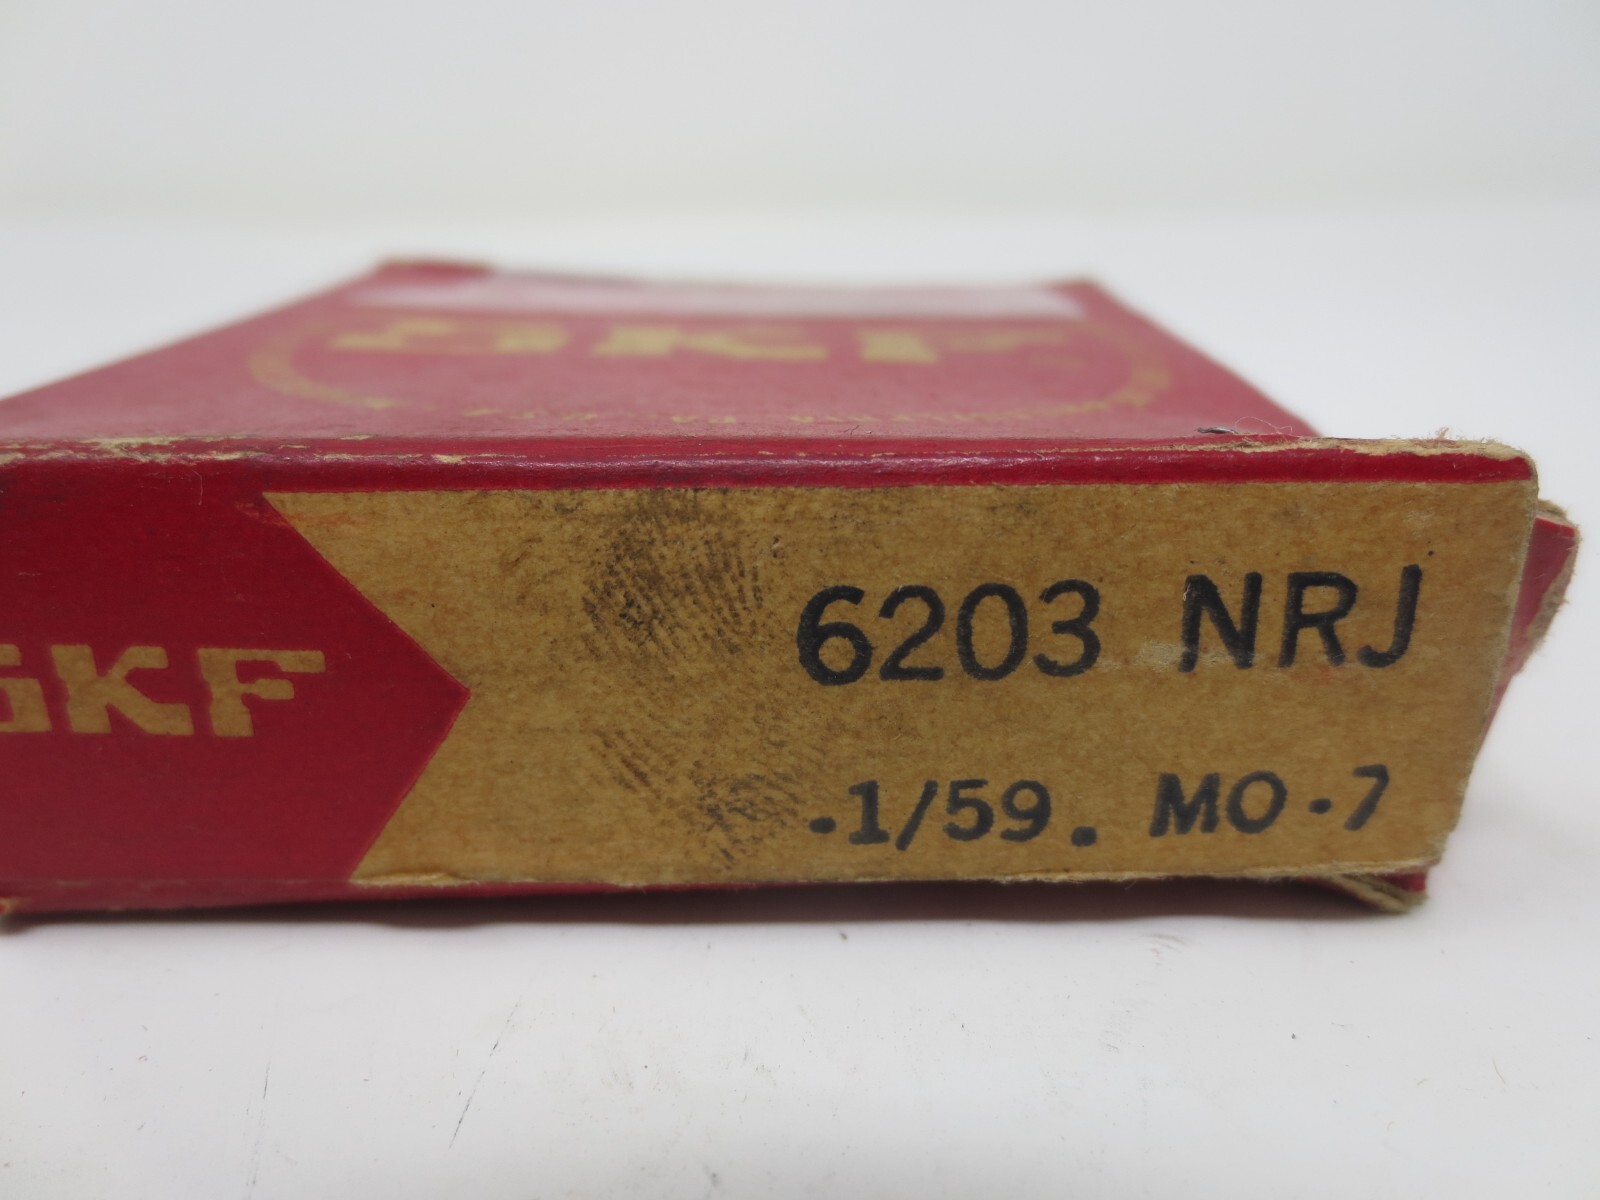 SKF
SKF
6203 NRJ
.1/59. MO.7